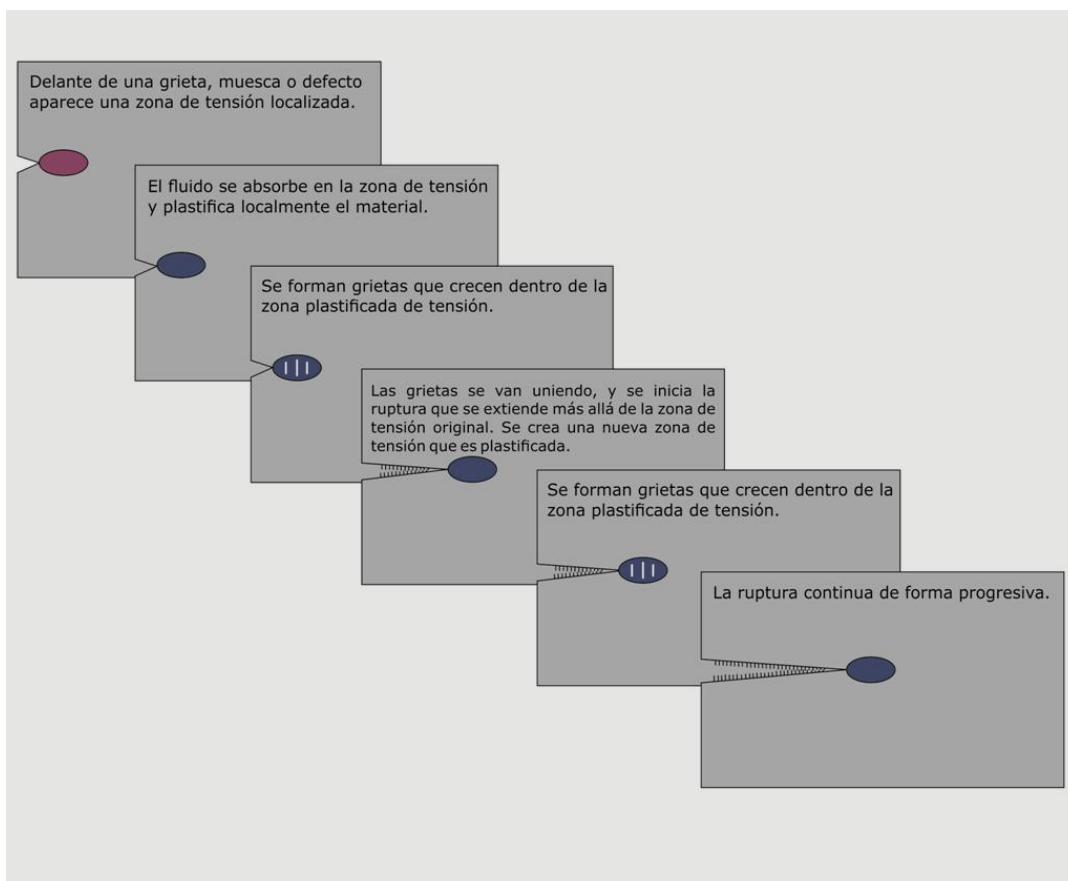 Delante de una grieta, muesca o defecto
aparece una zona de tensión localizada.
El fluido se absorbe en la zona de tensión
y plastifica localmente el material.
Se forman grietas que crecen dentro de la
zona plastificada de tensión.
Las grietas se van uniendo, y se inicia la
ruptura que se extiende más allá de la zona de
tensión original. Se crea una nueva zona de
tensión que es plastificada.
Se forman grietas que crecen dentro de la
zona plastificada de tensión.
La ruptura continua de forma progresiva.